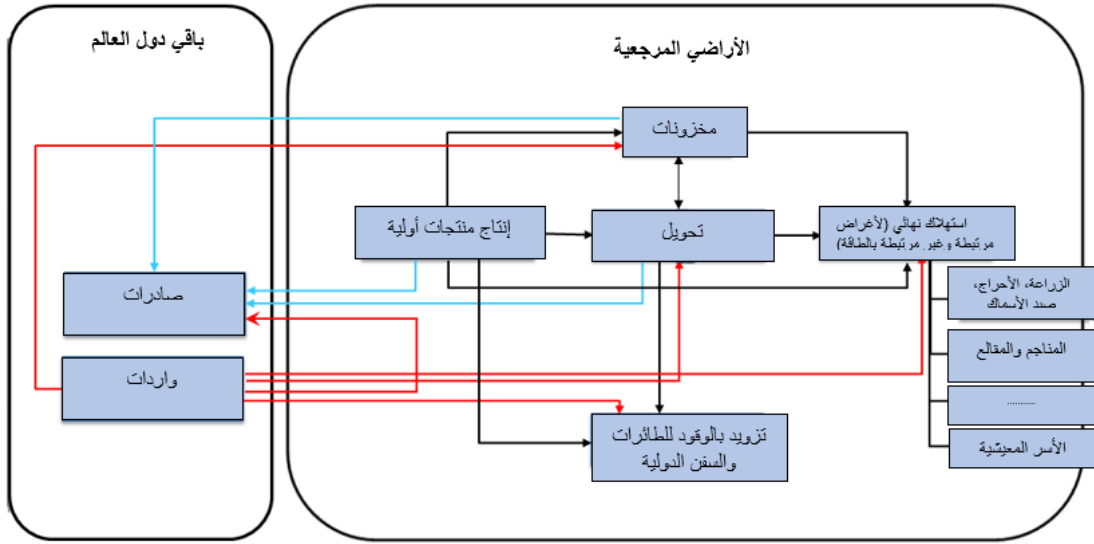 باقي دول العالم
الأراضي المرجعية
مخزونات
إنتاج منتجات أولية
تحويل
استهلاك نهائي (لأغراض
مرتبطة وغير مرتبطة بالطاقة)
صادرات
واردات
تزويد بالوقود للطائرات
والسفن الدولية
الزراعة، الأحراج،
صيد الأسماك
المناجم والمقالع
..........
الأسر المعيشية